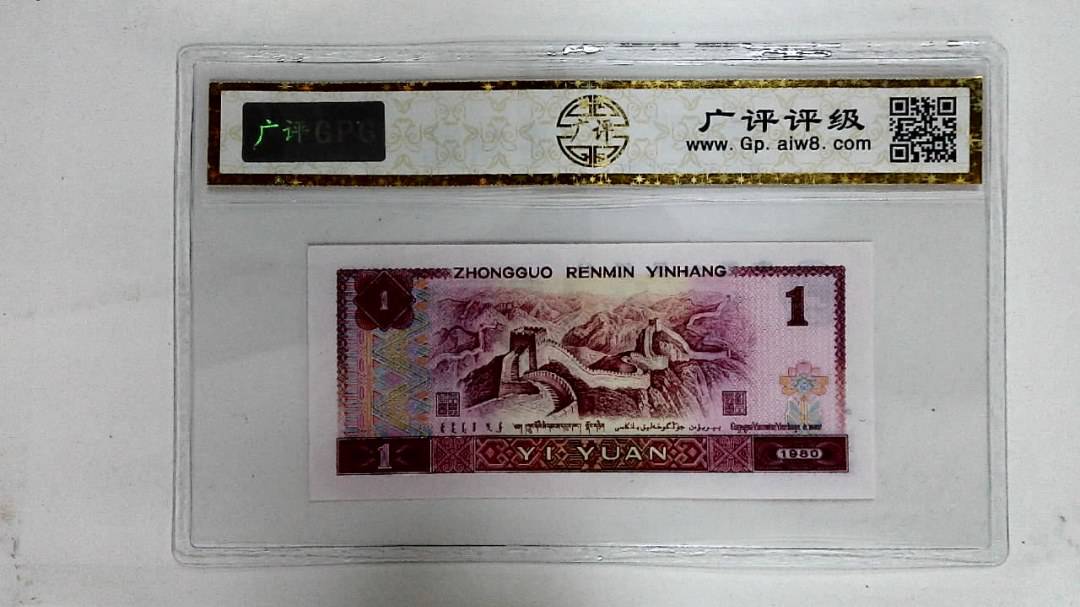 广评GPG
广评
广评评级
www.Gp.aiw8.com
ZHONGGUO RENMIN YINHANG
1
1
1
YI YUAN
1980